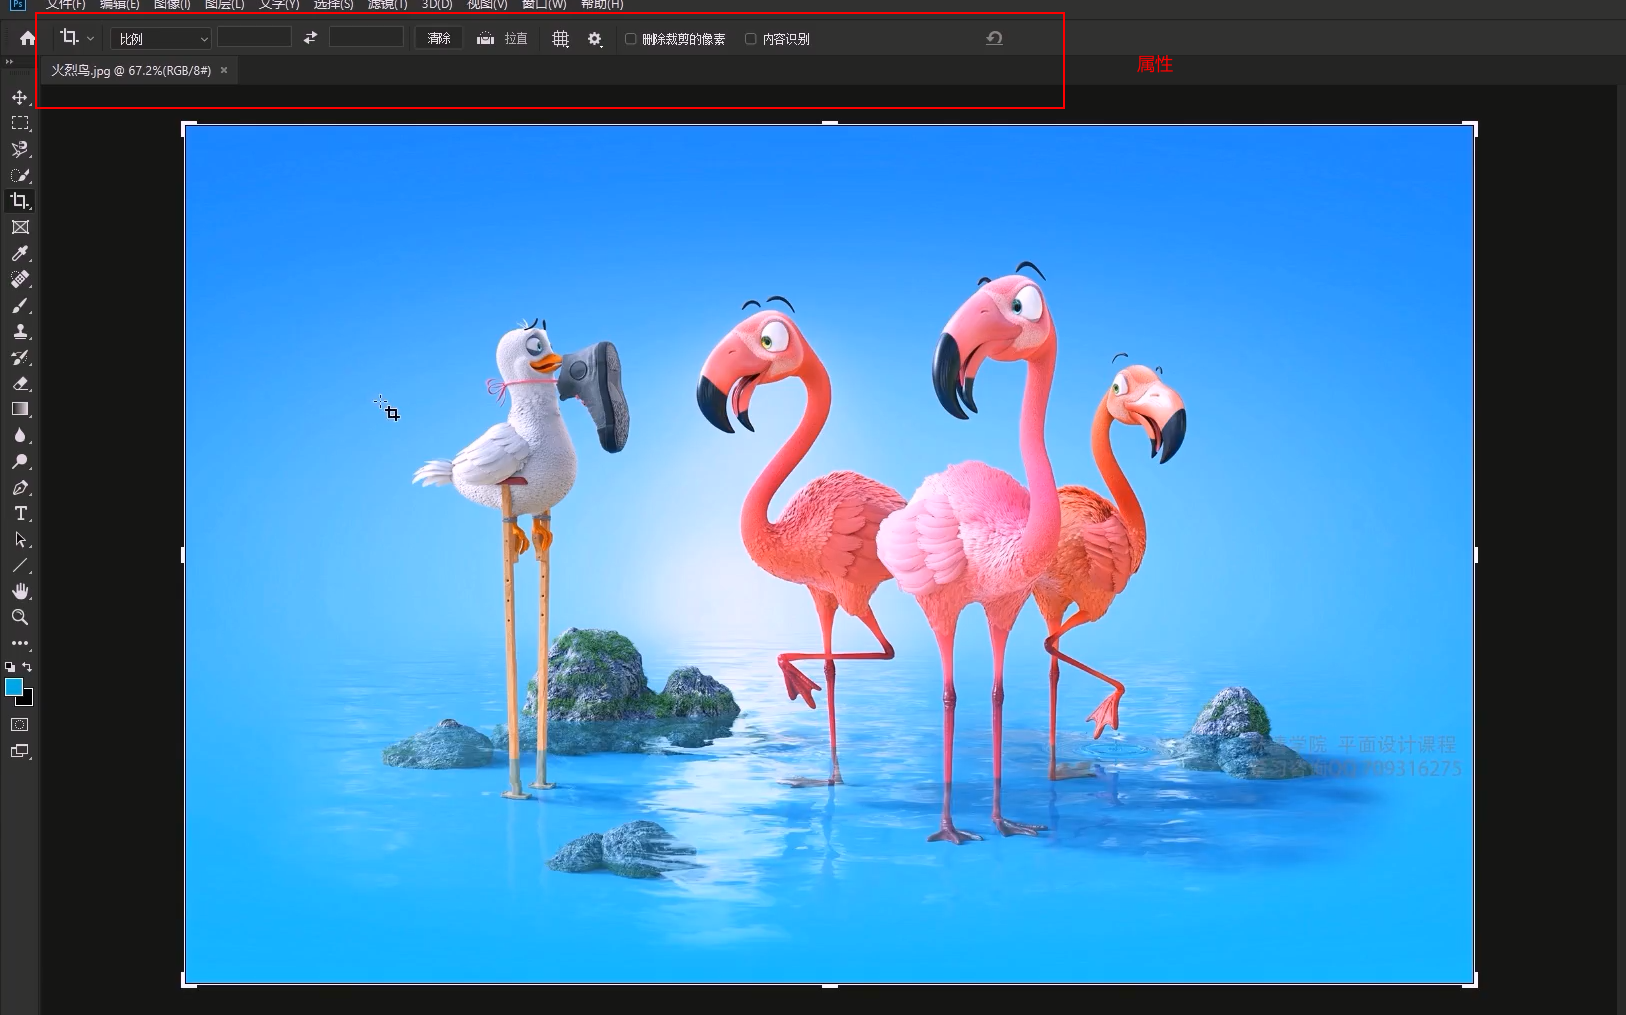 Ps 文件(F) 编辑(E) 图像(I) 图层(L) 文字(Y) 选择(S) 滤镜(T) 3D(D) 视图(V) 窗口(W) 帮助(H)
比例 清除 拉直 删除裁剪的像素 内容识别
火烈鸟.jpg @ 67.2%(RGB/8#) ×
属性
学院 平面设计课程
709316275